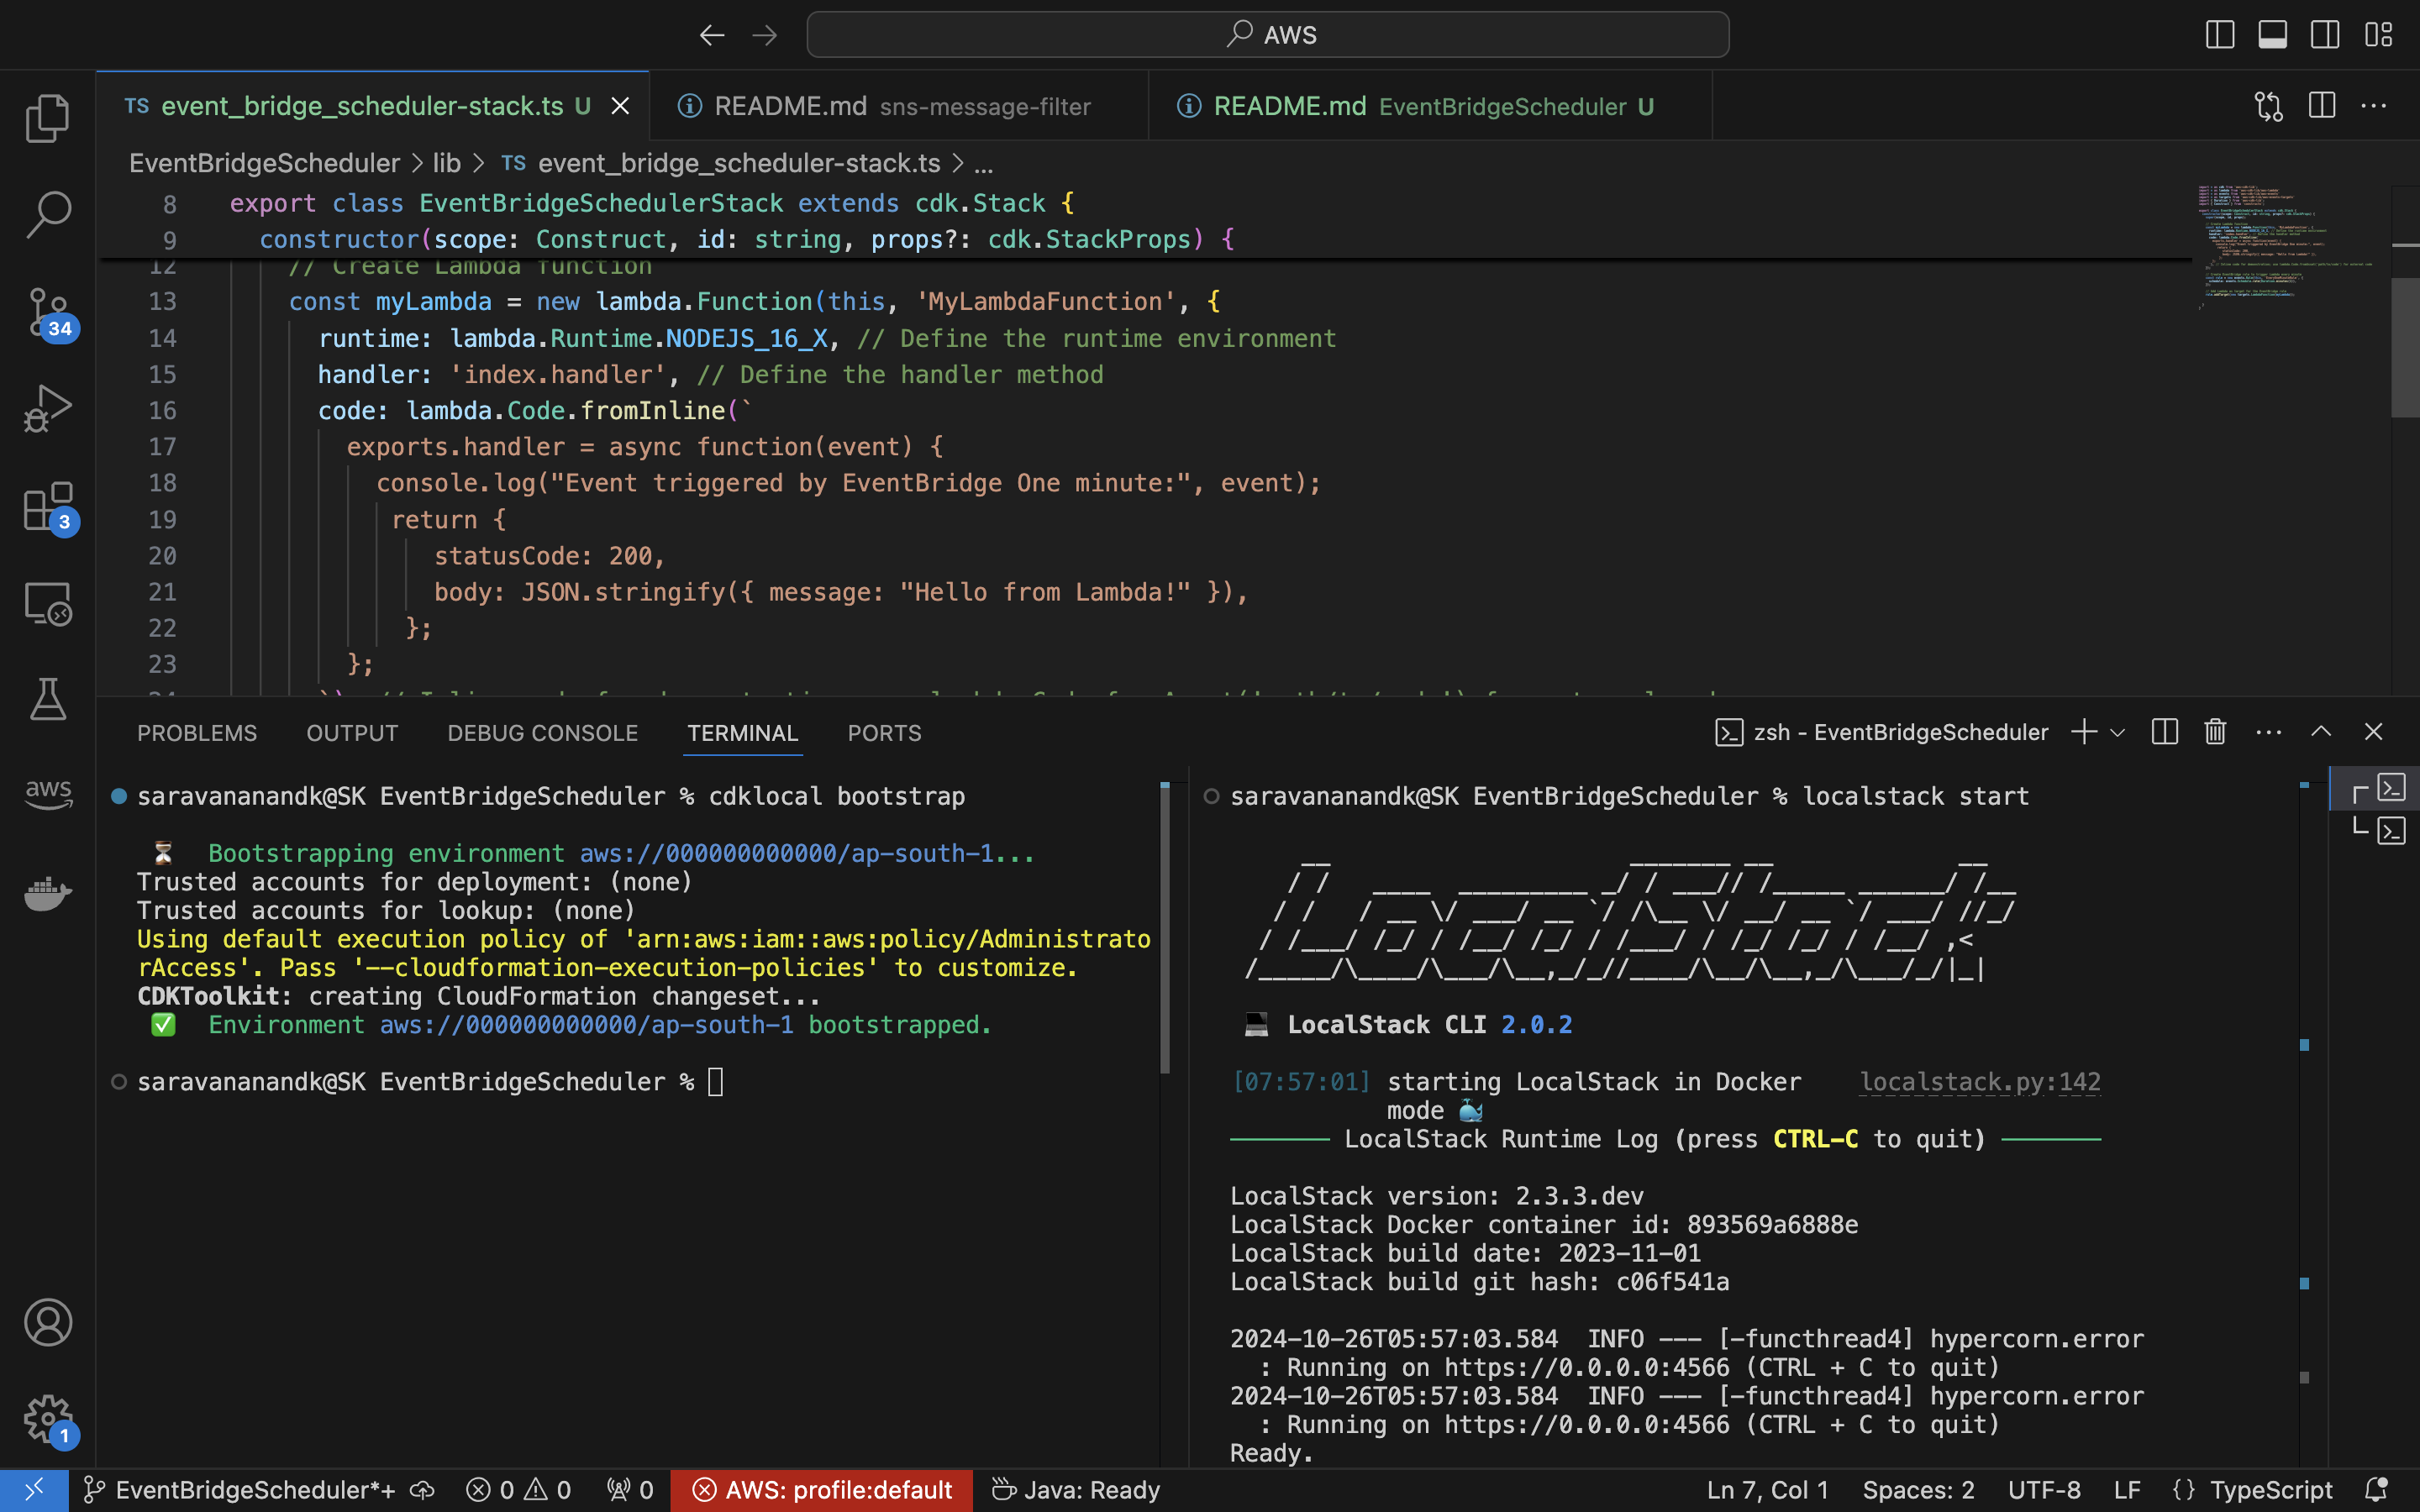 AWS
TS event_bridge_scheduler-stack.ts U
README.md sns-message-filter
README.md EventBridgeScheduler U
EventBridgeScheduler > lib > TS event_bridge_scheduler-stack.ts > ...
8 export class EventBridgeSchedulerStack extends cdk.Stack {
9 constructor(scope: Construct, id: string, props?: cdk.StackProps) {
12 // Create Lambda function
13 const myLambda = new lambda.Function(this, 'MyLambdaFunction', {
14 runtime: lambda.Runtime.NODEJS_16_X, // Define the runtime environment
15 handler: 'index.handler', // Define the handler method
16 code: lambda.Code.fromInline(`
17 exports.handler = async function(event) {
18 console.log("Event triggered by EventBridge One minute:", event);
19 return {
20 statusCode: 200,
21 body: JSON.stringify({ message: "Hello from Lambda!" }),
22 };
23 };
34
3
aws
1
PROBLEMS OUTPUT DEBUG CONSOLE TERMINAL PORTS
zsh - EventBridgeScheduler
saravananandk@SK EventBridgeScheduler % cdklocal bootstrap
⏳ Bootstrapping environment aws://000000000000/ap-south-1...
Trusted accounts for deployment: (none)
Trusted accounts for lookup: (none)
Using default execution policy of 'arn:aws:iam::aws:policy/Administrato
rAccess'. Pass '--cloudformation-execution-policies' to customize.
CDKToolkit: creating CloudFormation changeset...
✅ Environment aws://000000000000/ap-south-1 bootstrapped.
saravananandk@SK EventBridgeScheduler %
saravananandk@SK EventBridgeScheduler % localstack start
LocalStack
💻 LocalStack CLI 2.0.2
[07:57:01] starting LocalStack in Docker localstack.py:142
mode 🐳
LocalStack Runtime Log (press CTRL-C to quit)
LocalStack version: 2.3.3.dev
LocalStack Docker container id: 893569a6888e
LocalStack build date: 2023-11-01
LocalStack build git hash: c06f541a
2024-10-26T05:57:03.584 INFO --- [-functhread4] hypercorn.error
: Running on https://0.0.0.0:4566 (CTRL + C to quit)
2024-10-26T05:57:03.584 INFO --- [-functhread4] hypercorn.error
: Running on https://0.0.0.0:4566 (CTRL + C to quit)
Ready.
EventBridgeScheduler*+ 0 0 0 AWS: profile:default Java: Ready
Ln 7, Col 1 Spaces: 2 UTF-8 LF {} TypeScript